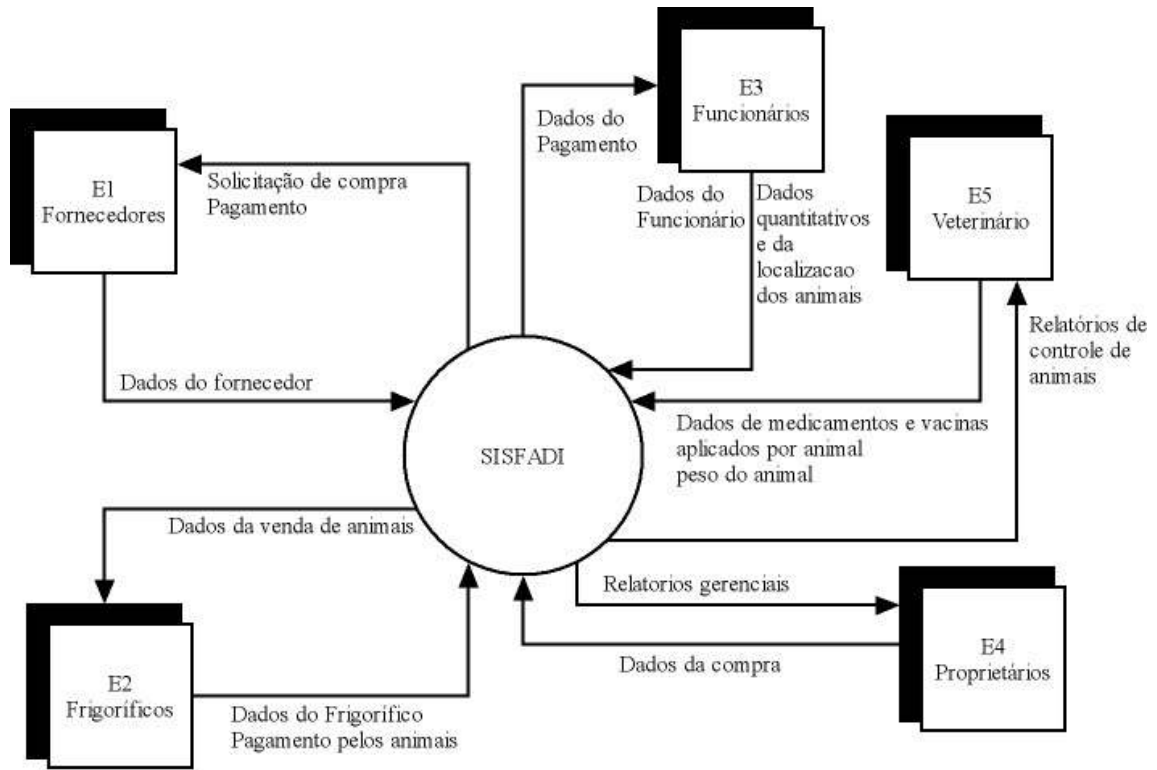 E3
Funcionários
Dados do
Pagamento
E1
Fornecedores
Solicitação de compra
Pagamento
Dados do
Funcionário
Dados
quantitativos
e da
localizacao
dos animais
E5
Veterinário
Relatórios de
controle de
animais
Dados do fornecedor
Dados de medicamentos e vacinas
aplicados por animal
peso do animal
SISFADI
Dados da venda de animais
Relatorios gerenciais
E4
Proprietários
Dados da compra
E2
Frigoríficos
Dados do Frigorifico
Pagamento pelos animais